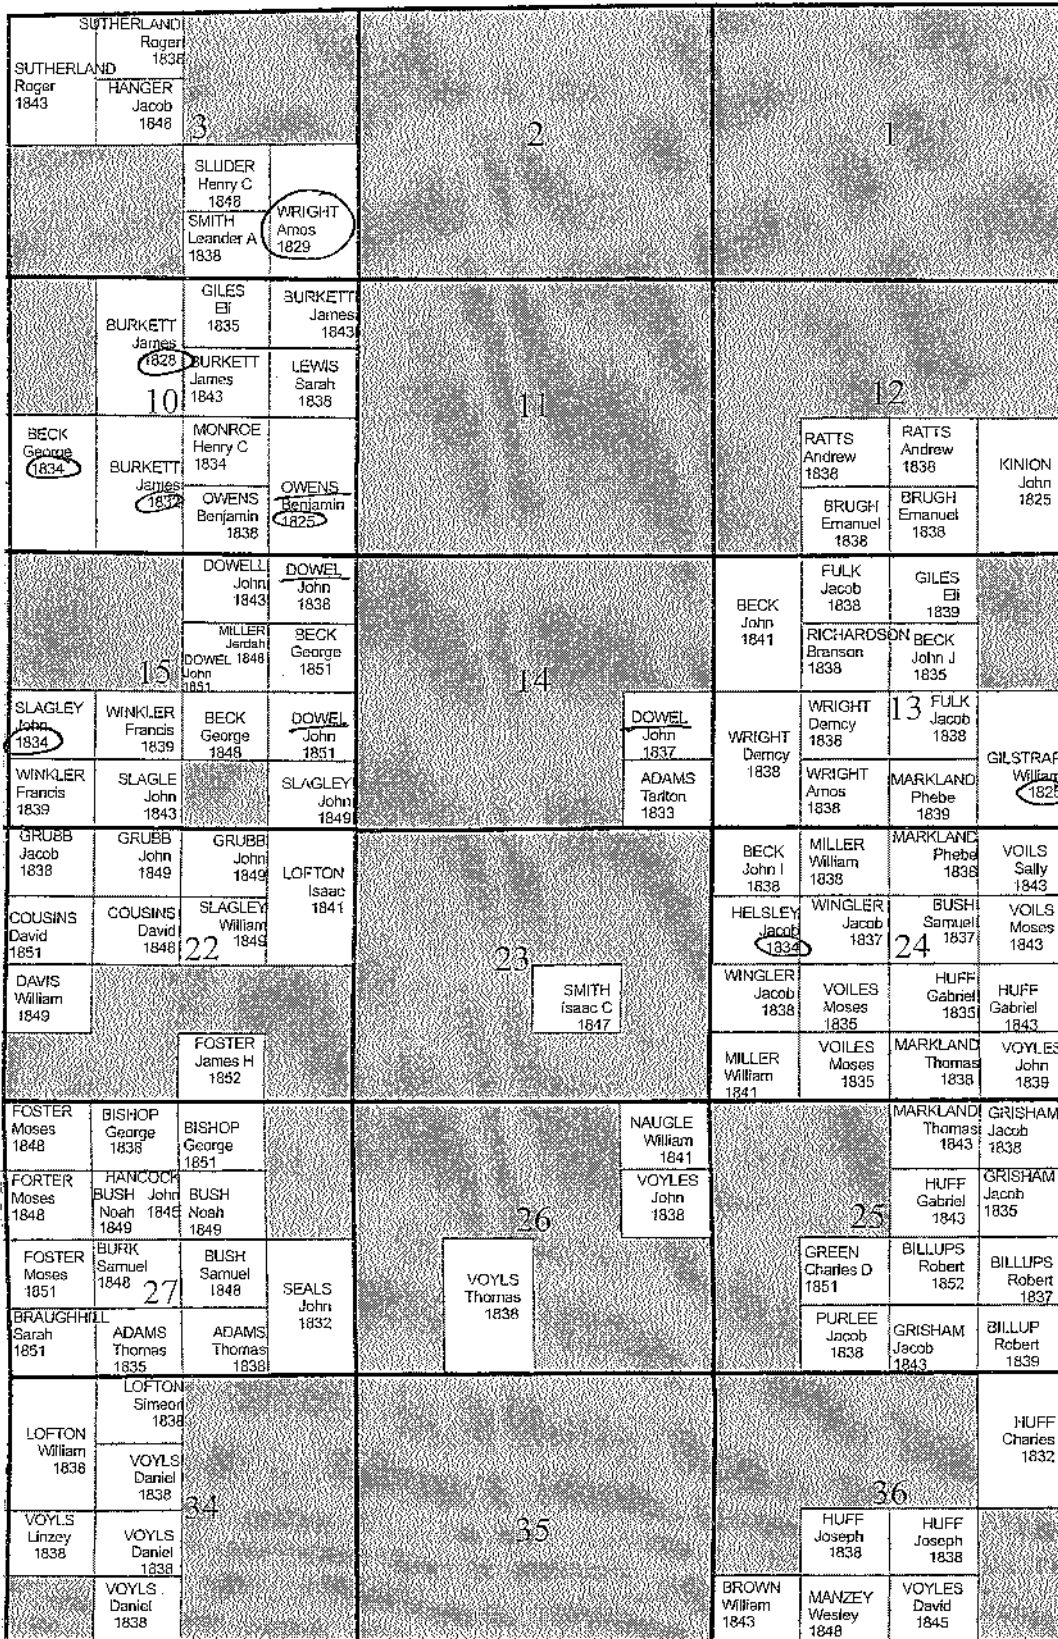 SUTHERLAND
Roger
1838
SUTHERLAND
Roger
1843
HANGER
Jacob
1848
3
2
1
SLUDER
Henry C
1848
SMITH
Leander A
1838
WRIGHT
Amos
1829
BURKETT
James
1828
GILES
Eli
1835
BURKETT
James
1843
BURKETT
James
1843
LEWIS
Sarah
1838
10
11
12
BECK
George
1834
BURKETT
James
1832
MONROE
Henry C
1834
OWENS
Benjamin
1838
OWENS
Benjamin
1825
RATTS
Andrew
1838
RATTS
Andrew
1838
KINION
John
1825
BRUGH
Emanuel
1838
BRUGH
Emanuel
1838
DOWELL
John
1843
DOWEL
John
1838
MILLER
Jerdah
1848
DOWEL
John
1851
BECK
George
1851
15
14
BECK
John
1841
FULK
Jacob
1838
GILES
Eli
1839
RICHARDSON
Branson
1838
BECK
John J
1835
SLAGLEY
John
1834
WINKLER
Francis
1839
BECK
George
1848
DOWEL
John
1851
DOWEL
John
1837
WRIGHT
Demcy
1838
WRIGHT
Demcy
1836
13
FULK
Jacob
1838
GILSTRAP
William
WINKLER
Francis
1839
SLAGLE
John
1843
SLAGLEY
John
1849
ADAMS
Tarlton
1833
WRIGHT
Amos
1838
MARKLAND
Phebe
1839
GRUBB
Jacob
1838
GRUBB
John
1849
GRUBB
John
1849
LOFTON
Isaac
1841
BECK
John I
1838
MILLER
William
1838
MARKLAND
Phebe
1838
VOILS
Sally
1843
COUSINS
David
1851
COUSINS
David
1848
SLAGLEY
William
1849
22
23
HELSLEY
Jacob
1834
WINGLER
Jacob
1837
BUSH
Samuel
1837
24
VOILS
Moses
1843
DAVIS
William
1849
SMITH
Isaac C
1847
WINGLER
Jacob
1838
VOILES
Moses
1835
HUFF
Gabriel
1835
HUFF
Gabriel
1843
FOSTER
James H
1852
MILLER
William
1841
VOILES
Moses
1835
MARKLAND
Thomas
1838
VOYLES
John
1839
FOSTER
Moses
1848
BISHOP
George
1838
BISHOP
George
1851
NAUGLE
William
1841
MARKLAND
Thomas
1843
GRISHAM
Jacob
1838
FORTER
Moses
1848
HANCOCK
John
1845
BUSH
Noah
1849
BUSH
Noah
1849
VOYLES
John
1838
26
25
HUFF
Gabriel
1843
GRISHAM
Jacob
1835
FOSTER
Moses
1851
BURK
Samuel
1848
27
BUSH
Samuel
1848
SEALS
John
1832
VOYLS
Thomas
1838
GREEN
Charles D
1851
BILLUPS
Robert
1852
BILLUPS
Robert
1837
BRAUGHHILL
Sarah
1851
ADAMS
Thomas
1835
ADAMS
Thomas
1838
PURLEE
Jacob
1838
GRISHAM
Jacob
1843
BILLUP
Robert
1839
LOFTON
William
1838
LOFTON
Simeon
1838
VOYLS
Daniel
1838
HUFF
Charles
1832
34
35
36
VOYLS
Linzey
1838
VOYLS
Daniel
1838
HUFF
Joseph
1838
HUFF
Joseph
1838
VOYLS
Daniel
1838
BROWN
William
1843
MANZEY
Wesley
1848
VOYLES
David
1845